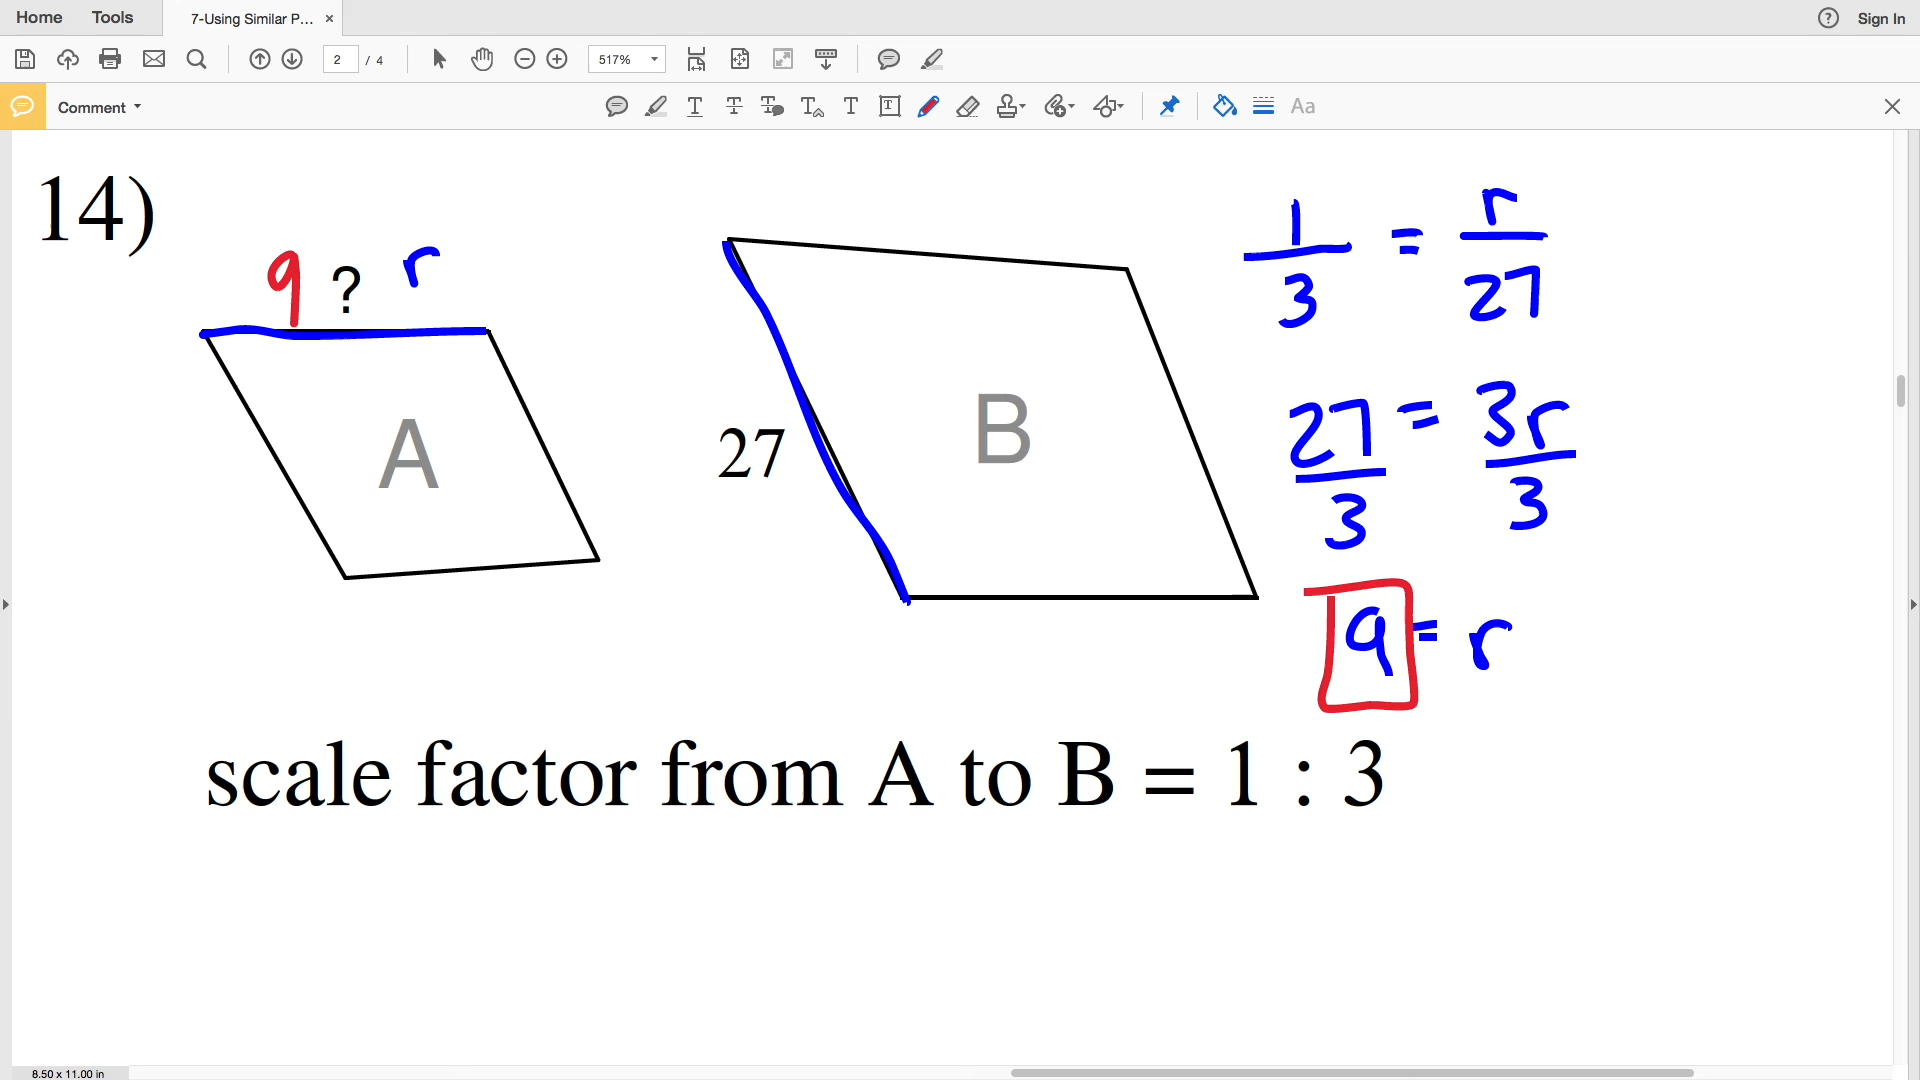 Home Tools 7-Using Similar P... × Sign In
2 / 4 517%
Comment Aa
14)
9 ? r
A
27
B
1/3 = r/27
27/3 = 3r/3
9 = r
scale factor from A to B = 1 : 3
8.50 x 11.00 in